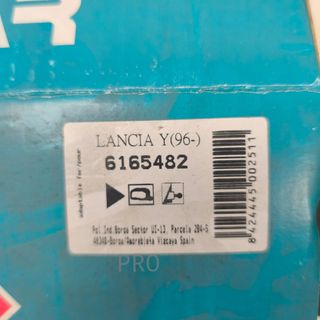 LANCIA Y(96-)
6165482
adaptable for/pour
Pol.Ind.Boroa Sector UI-13, Parcela 2B4-5
48340-Boroa/Amorebieta Vizcaya Spain
8424445002511
PRO